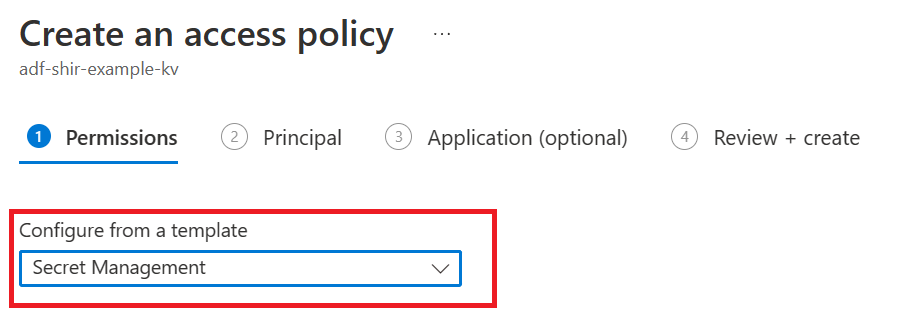 Create an access policy ...
adf-shir-example-kv
1 Permissions 2 Principal 3 Application (optional) 4 Review + create
Configure from a template
Secret Management